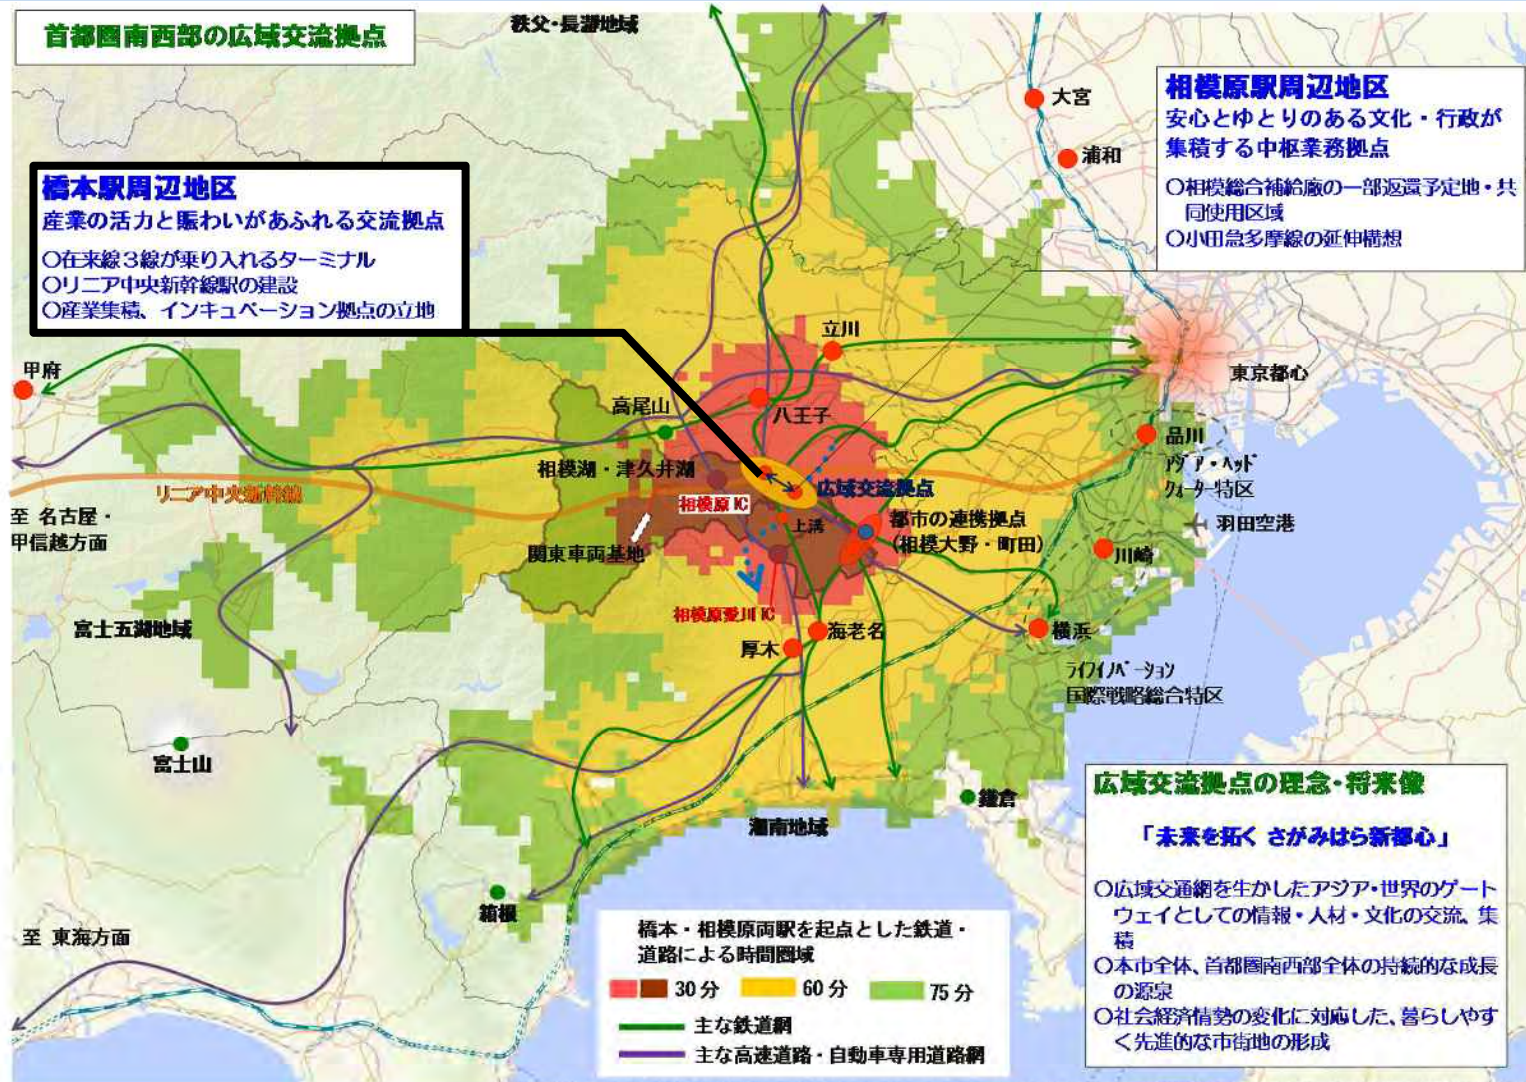 首都圏南西部の広域交流拠点
秩父・長瀞地域
橋本駅周辺地区
産業の活力と賑わいがあふれる交流拠点
○在来線３線が乗り入れるターミナル
○リニア中央新幹線駅の建設
○産業集積、インキュベーション拠点の立地
相模原駅周辺地区
安心とゆとりのある文化・行政が
集積する中枢業務拠点
○相模総合補給廠の一部返還予定地・共
同使用区域
○小田急多摩線の延伸構想
大宮
浦和
立川
東京都心
甲府
高尾山
八王子
品川
ｱｼﾞｱ・ﾍｯﾄﾞ
ｸｫｰﾀｰ特区
相模湖・津久井湖
リニア中央新幹線
相模原IC
広域交流拠点
至 名古屋・
甲信越方面
上溝
都市の連携拠点
(相模大野・町田)
羽田空港
関東車両基地
川崎
相模原愛川IC
富士五湖地域
厚木
海老名
横浜
ﾗｲﾌｲﾉﾍﾞｰｼｮﾝ
国際戦略総合特区
富士山
湘南地域
鎌倉
箱根
至 東海方面
広域交流拠点の理念・将来像
「未来を拓く さがみはら新都心」
○広域交通網を生かしたアジア・世界のゲート
ウェイとしての情報・人材・文化の交流、集
積
○本市全体、首都圏南西部全体の持続的な成長
の源泉
○社会経済情勢の変化に対応した、暮らしやす
く先進的な市街地の形成
橋本・相模原両駅を起点とした鉄道・
道路による時間圏域
30 分 60 分 75 分
主な鉄道網
主な高速道路・自動車専用道路網